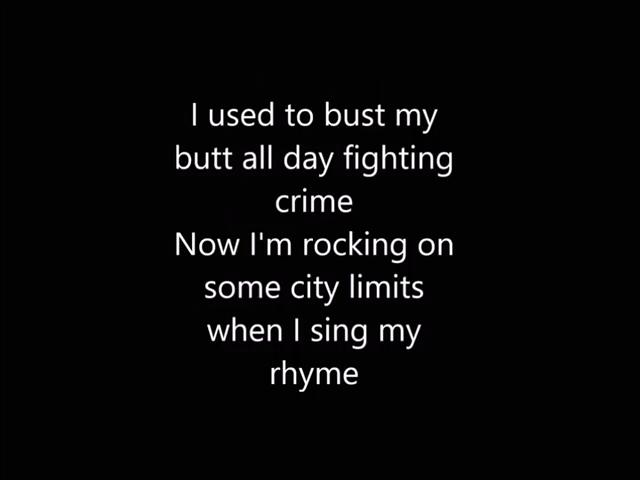 I used to bust my
butt all day fighting
crime
Now I'm rocking on
some city limits
when I sing my
rhyme